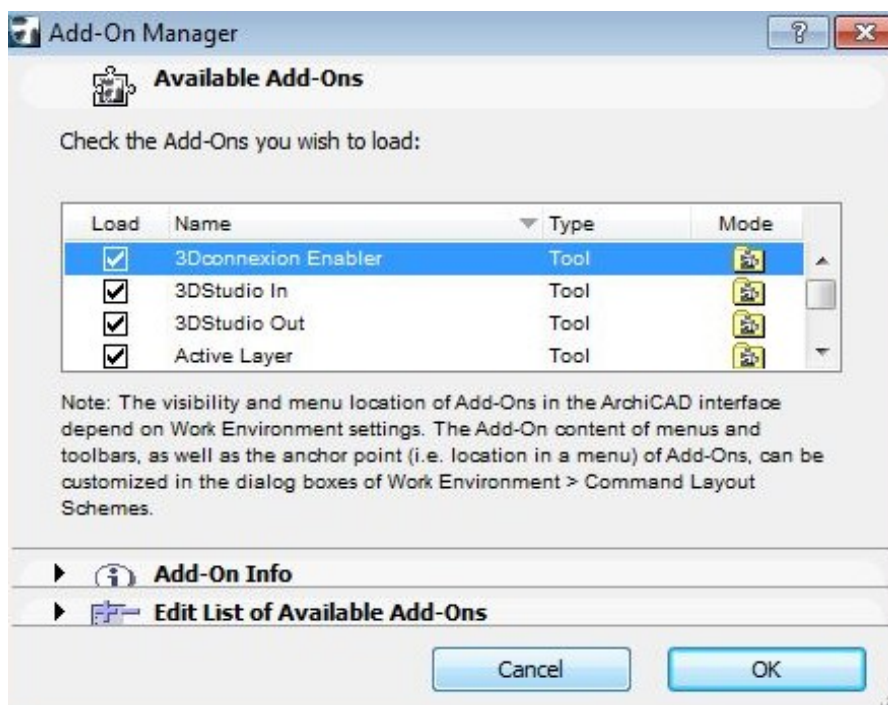 Add-On Manager
Available Add-Ons
Check the Add-Ons you wish to load:
Load Name Type Mode
3Dconnexion Enabler Tool
3DStudio In Tool
3DStudio Out Tool
Active Layer Tool
Note: The visibility and menu location of Add-Ons in the ArchiCAD interface
depend on Work Environment settings. The Add-On content of menus and
toolbars, as well as the anchor point (i.e. location in a menu) of Add-Ons, can be
customized in the dialog boxes of Work Environment > Command Layout
Schemes.
Add-On Info
Edit List of Available Add-Ons
Cancel OK